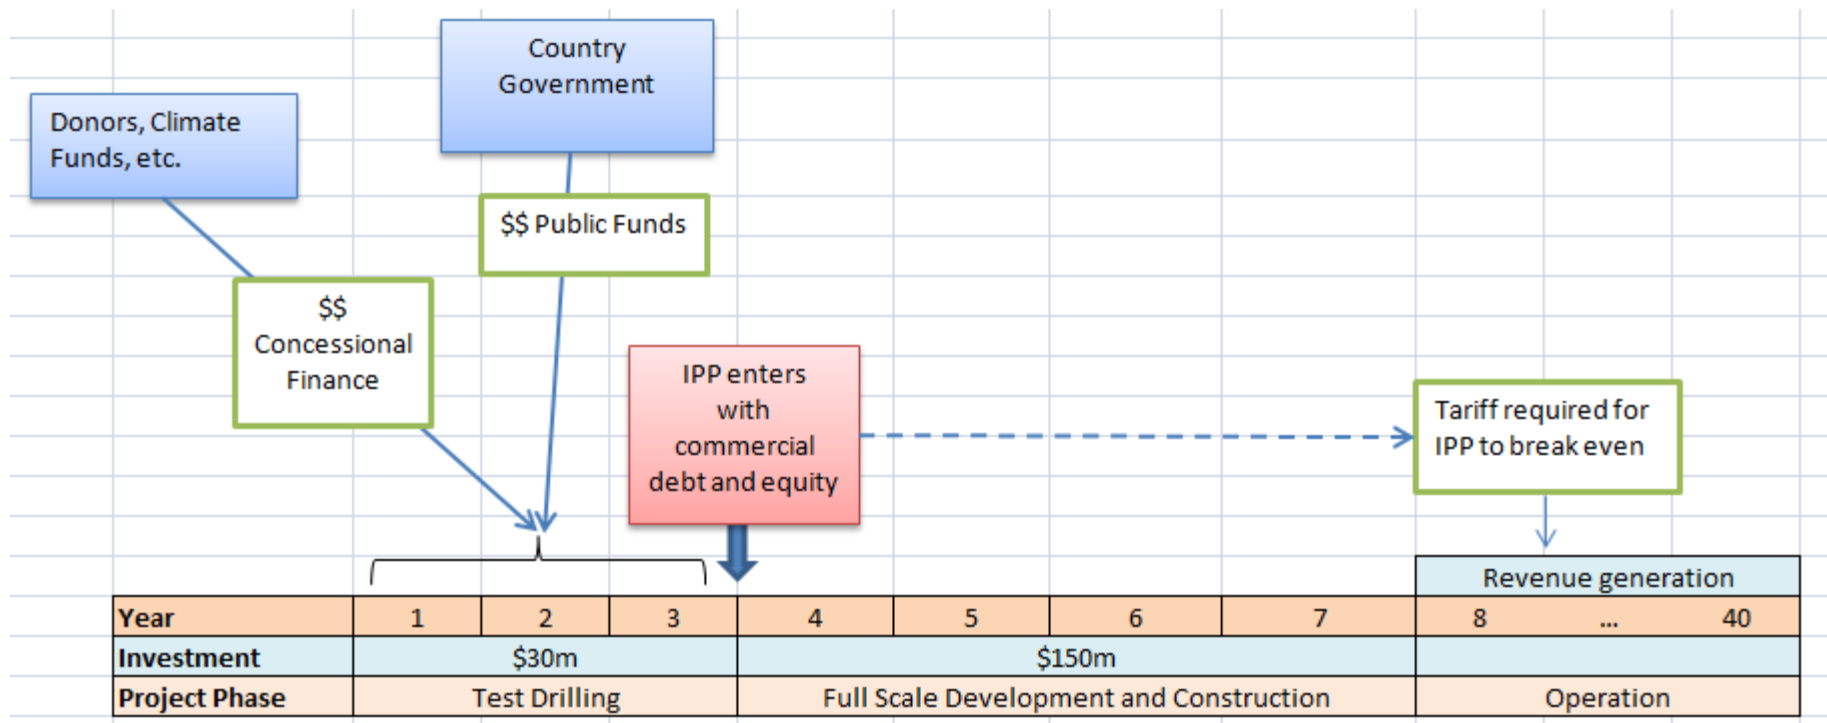 Country
Government
Donors, Climate
Funds, etc.
$$ Public Funds
$$
Concessional
Finance
IPP enters
with
commercial
debt and equity
Tariff required for
IPP to break even
Revenue generation
Year 1 2 3 4 5 6 7 8 ... 40
Investment $30m $150m
Project Phase Test Drilling Full Scale Development and Construction Operation